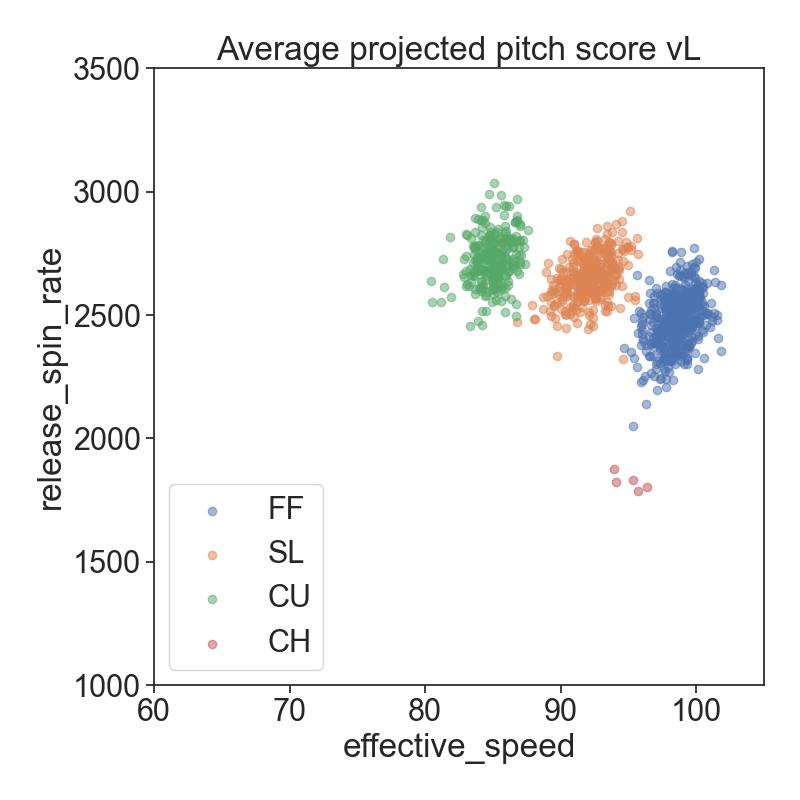 Average projected pitch score vL
3500
3000
2500
2000
1500
1000
release_spin_rate
FF
SL
CU
CH
60 70 80 90 100
effective_speed